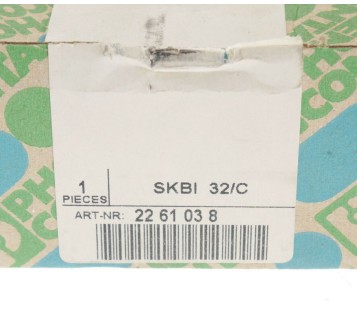 1 SKBI 32/C
PIECES
ART-NR: 22 61 03 8